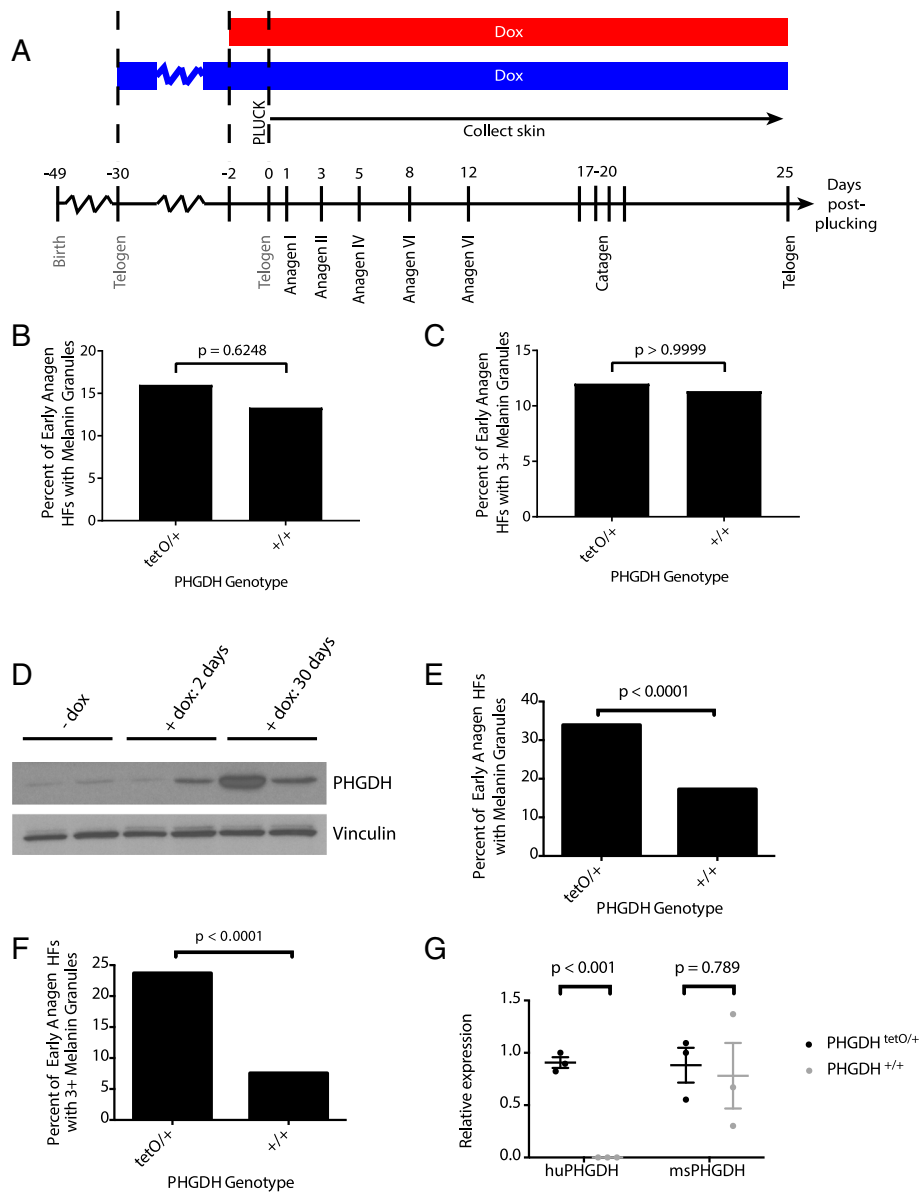 A
Dox
Dox
PLUCK
Collect skin
-49
-30
-2
0
1
3
5
8
12
17-20
25
Days
post-
plucking
Birth
Telogen
Telogen
Anagen I
Anagen II
Anagen IV
Anagen VI
Anagen VI
Catagen
Telogen
B
p = 0.6248
Percent of Early Anagen
HFs with Melanin Granules
20
15
10
5
0
tetO/+
+/+
PHGDH Genotype
C
p > 0.9999
Percent of Early Anagen
HFs with 3+ Melanin Granules
15
10
5
0
tetO/+
+/+
PHGDH Genotype
D
- dox
+ dox: 2 days
+ dox: 30 days
PHGDH
Vinculin
E
p < 0.0001
Percent of Early Anagen HFs
with Melanin Granules
40
30
20
10
0
tetO/+
+/+
PHGDH Genotype
F
p < 0.0001
Percent of Early Anagen HFs
with 3+ Melanin Granules
25
20
15
10
5
0
tetO/+
+/+
PHGDH Genotype
G
p < 0.001
p = 0.789
Relative expression
1.5
1.0
0.5
0.0
huPHGDH
msPHGDH
PHGDH tetO/+
PHGDH +/+